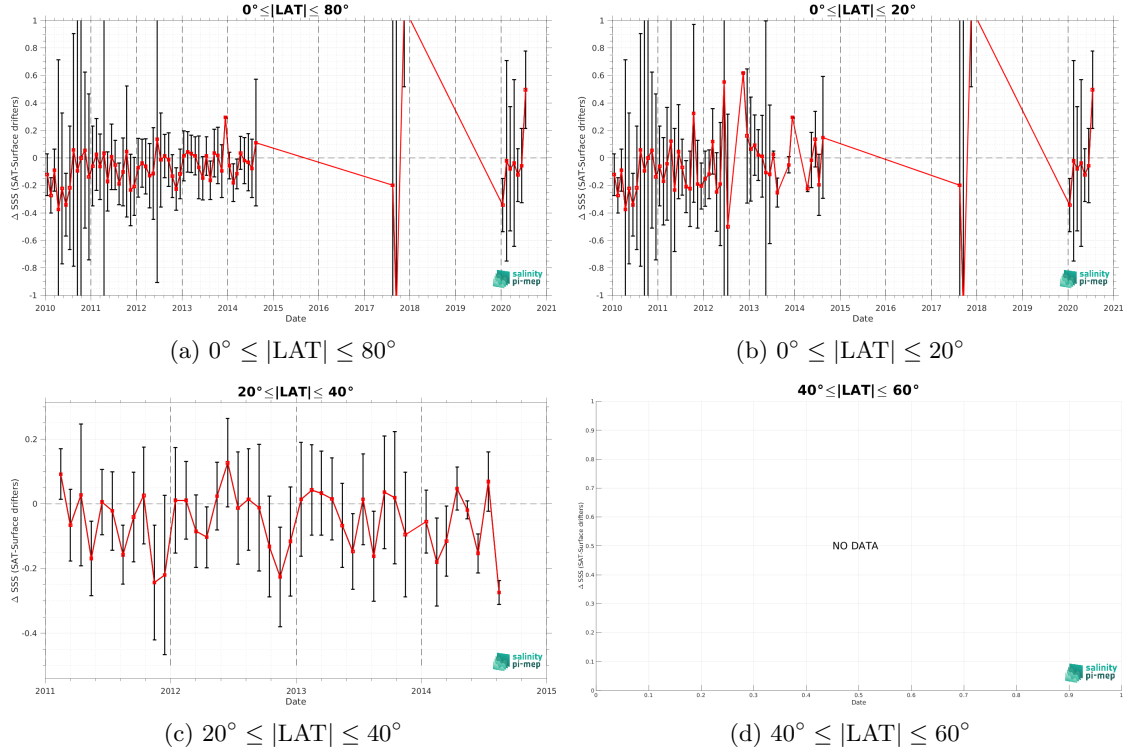 0°≤|LAT|≤ 80°
Δ SSS (SAT-Surface drifters)
1
0.8
0.6
0.4
0.2
0
-0.2
-0.4
-0.6
-0.8
-1
2010 2011 2012 2013 2014 2015 2016 2017 2018 2019 2020 2021
Date
salinity
pi-mep
(a) 0° ≤ |LAT| ≤ 80°
0°≤|LAT|≤ 20°
Δ SSS (SAT-Surface drifters)
1
0.8
0.6
0.4
0.2
0
-0.2
-0.4
-0.6
-0.8
-1
2010 2011 2012 2013 2014 2015 2016 2017 2018 2019 2020 2021
Date
salinity
pi-mep
(b) 0° ≤ |LAT| ≤ 20°
20°≤|LAT|≤ 40°
Δ SSS (SAT-Surface drifters)
0.2
0
-0.2
-0.4
2011 2012 2013 2014 2015
Date
salinity
pi-mep
(c) 20° ≤ |LAT| ≤ 40°
40°≤|LAT|≤ 60°
Δ SSS (SAT-Surface drifters)
1
0.9
0.8
0.7
0.6
0.5
0.4
0.3
0.2
0.1
0
NO DATA
0 0.1 0.2 0.3 0.4 0.5 0.6 0.7 0.8 0.9 1
Date
salinity
pi-mep
(d) 40° ≤ |LAT| ≤ 60°